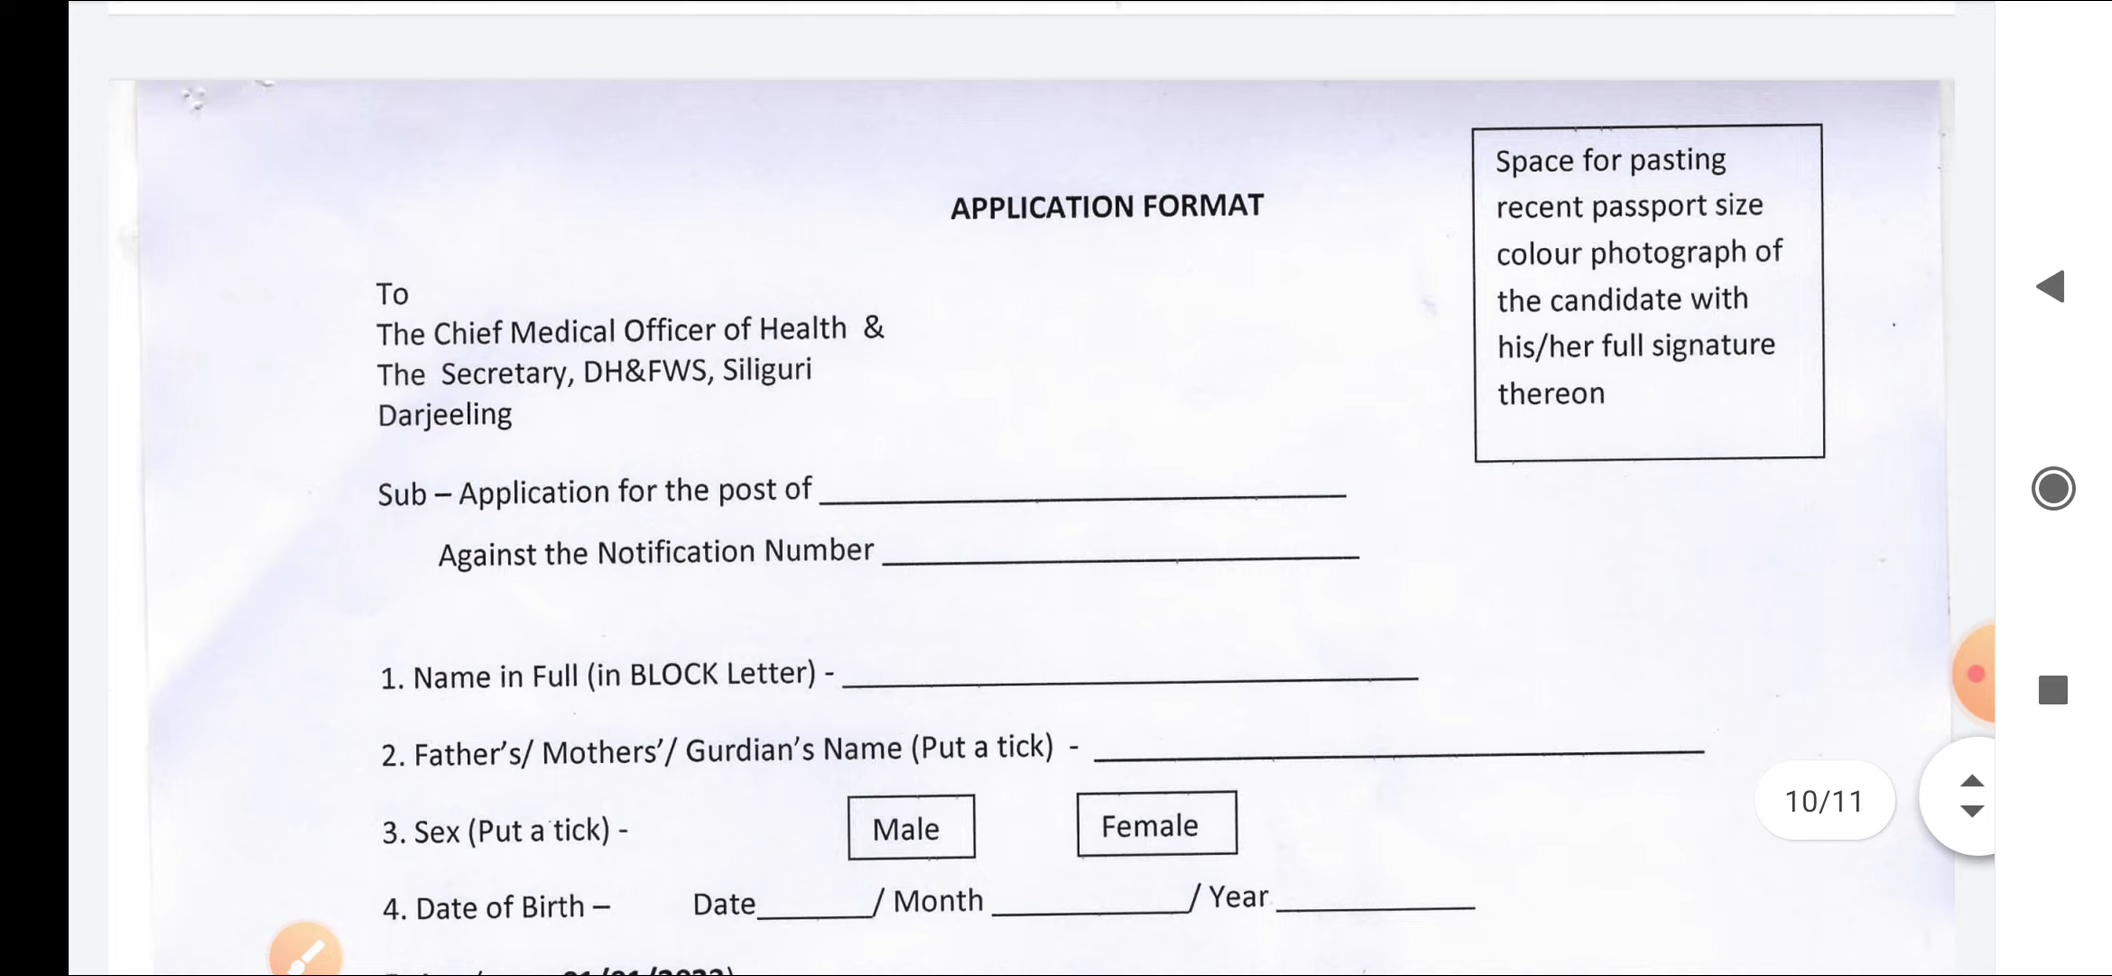 APPLICATION FORMAT
Space for pasting
recent passport size
colour photograph of
the candidate with
his/her full signature
thereon
To
The Chief Medical Officer of Health &
The Secretary, DH&FWS, Siliguri
Darjeeling
Sub – Application for the post of
Against the Notification Number
1. Name in Full (in BLOCK Letter) -
2. Father's/ Mothers'/ Gurdian's Name (Put a tick) -
3. Sex (Put a tick) - Male Female
4. Date of Birth – Date / Month / Year
10/11